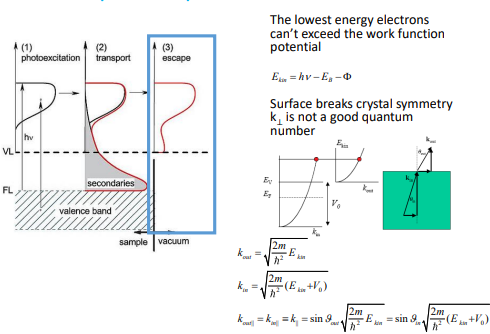 (1)
photoexcitation
(2)
transport
(3)
escape
hν
VL
FL
secondaries
valence band
sample
vacuum
The lowest energy electrons
can't exceed the work function
potential
E_kin = hν − E_B − Φ
Surface breaks crystal symmetry
k⊥ is not a good quantum
number
E_kin
E_V
E_F
V_0
k_out
k_in
k_out = √(2m/ħ² E_kin)
k_in = √(2m/ħ² (E_kin+V_0))
k_out∥ = k_in∥ ≡ k_∥ = sin ϑ_out √(2m/ħ² E_kin) = sin ϑ_in √(2m/ħ² (E_kin+V_0))